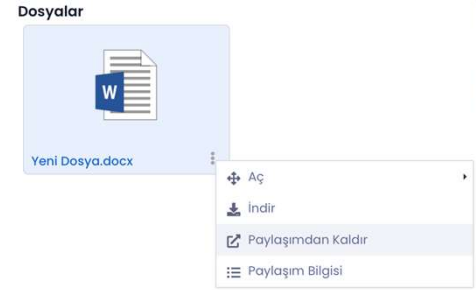 Dosyalar
W
Yeni Dosya.docx
Aç
İndir
Paylaşımdan Kaldır
Paylaşım Bilgisi